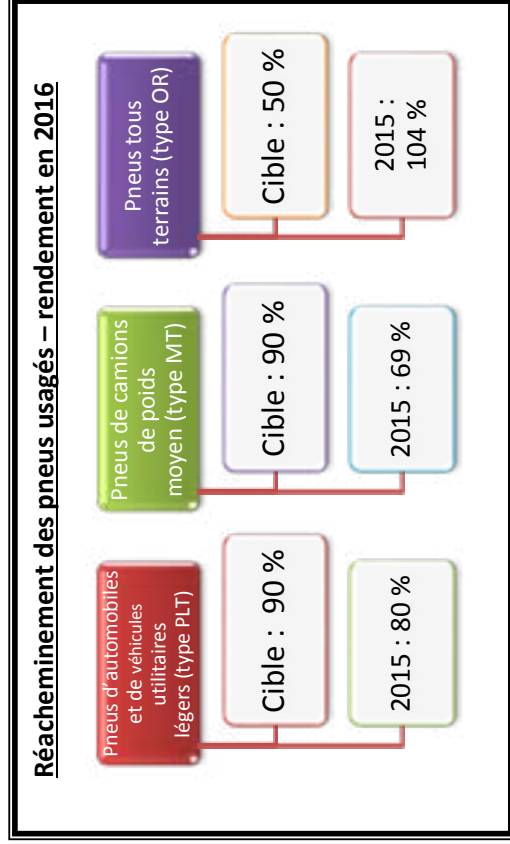 Réacheminement des pneus usagés – rendement en 2016
Pneus d'automobiles
et de véhicules
utilitaires
légers (type PLT)
Cible : 90 %
2015 : 80 %
Pneus de camions
de poids
moyen (type MT)
Cible : 90 %
2015 : 69 %
Pneus tous
terrains (type OR)
Cible : 50 %
2015 :
104 %